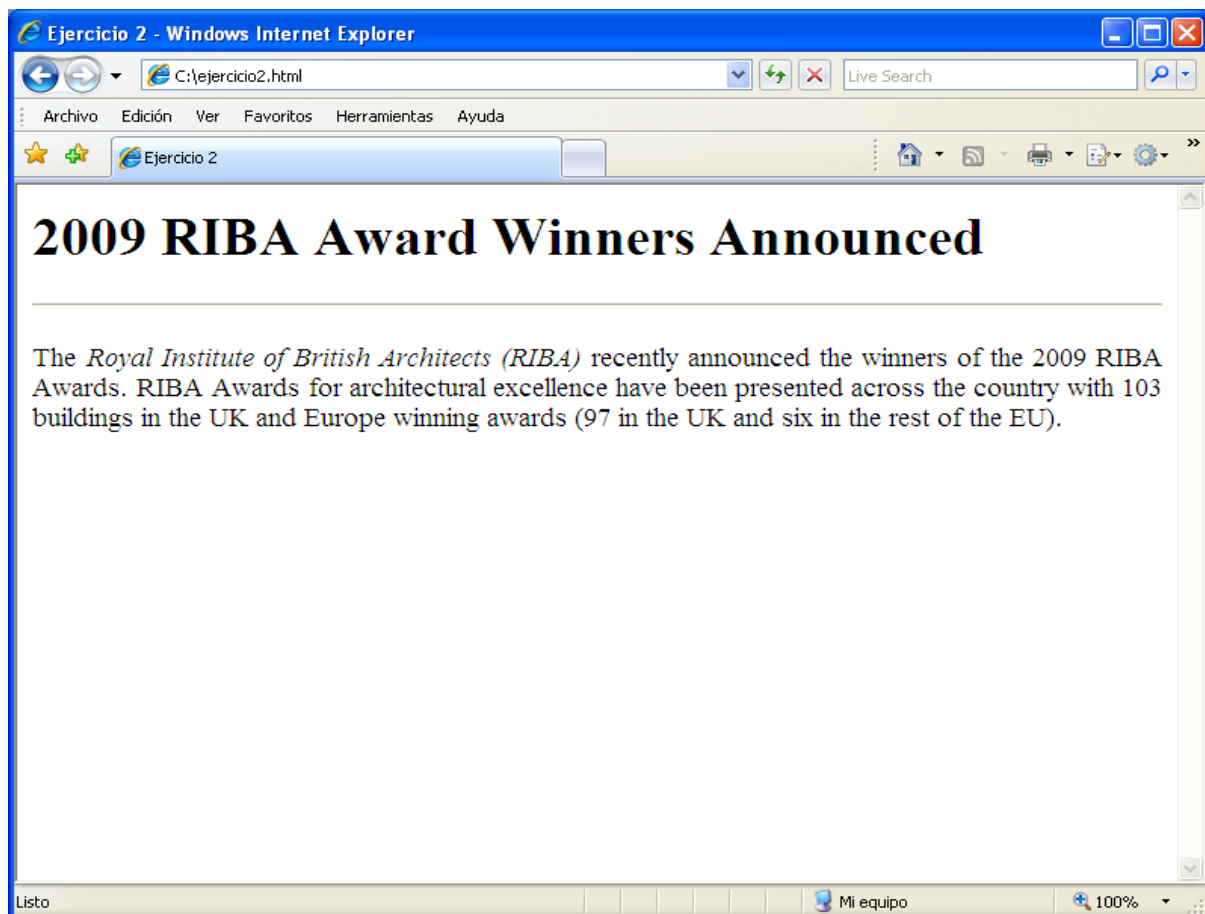 Ejercicio 2 - Windows Internet Explorer
C:\ejercicio2.html Live Search
Archivo Edición Ver Favoritos Herramientas Ayuda
Ejercicio 2 »
2009 RIBA Award Winners Announced
The Royal Institute of British Architects (RIBA) recently announced the winners of the 2009 RIBA
Awards. RIBA Awards for architectural excellence have been presented across the country with 103
buildings in the UK and Europe winning awards (97 in the UK and six in the rest of the EU).
Listo Mi equipo 100%